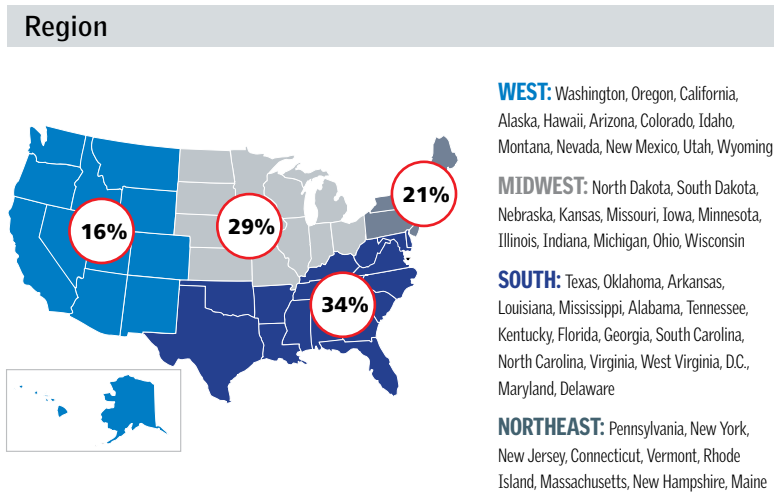 Region
16%
29%
21%
34%
WEST: Washington, Oregon, California,
Alaska, Hawaii, Arizona, Colorado, Idaho,
Montana, Nevada, New Mexico, Utah, Wyoming
MIDWEST: North Dakota, South Dakota,
Nebraska, Kansas, Missouri, Iowa, Minnesota,
Illinois, Indiana, Michigan, Ohio, Wisconsin
SOUTH: Texas, Oklahoma, Arkansas,
Louisiana, Mississippi, Alabama, Tennessee,
Kentucky, Florida, Georgia, South Carolina,
North Carolina, Virginia, West Virginia, D.C.,
Maryland, Delaware
NORTHEAST: Pennsylvania, New York,
New Jersey, Connecticut, Vermont, Rhode
Island, Massachusetts, New Hampshire, Maine